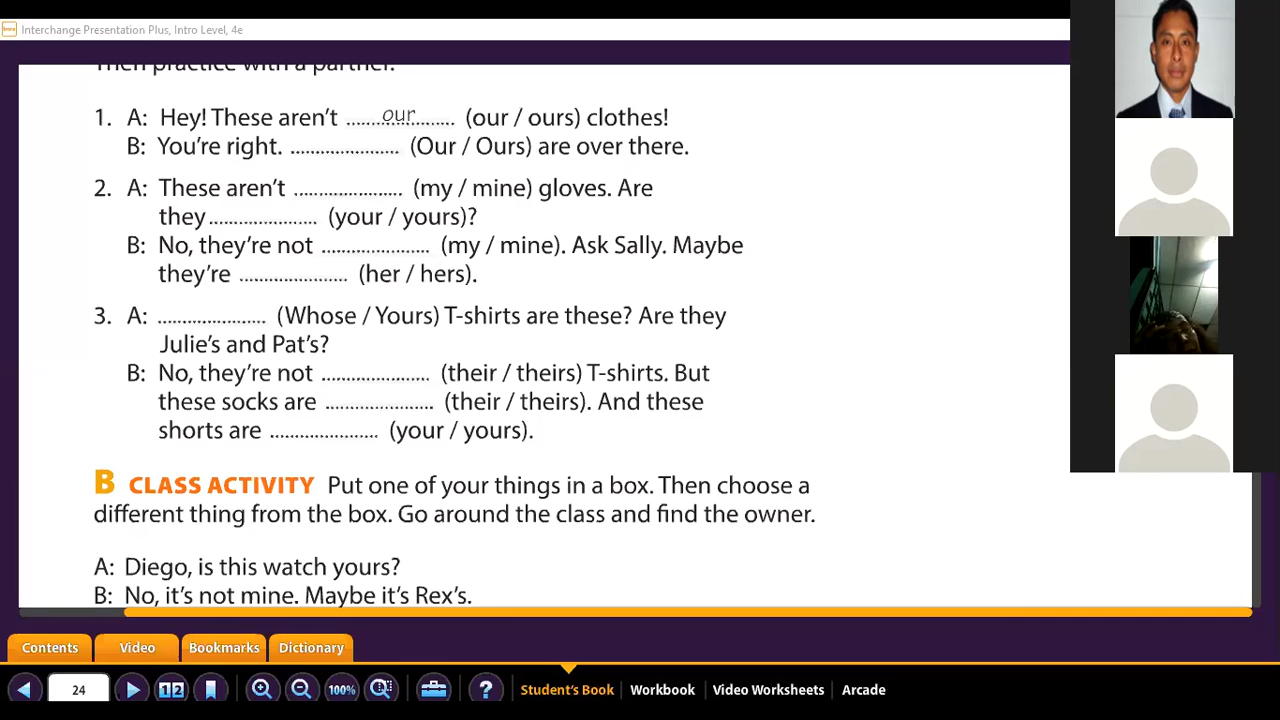 Interchange Presentation Plus, Intro Level, 4e
Then practice with a partner.
1. A: Hey! These aren't ...our... (our / ours) clothes!
B: You're right. .................... (Our / Ours) are over there.
2. A: These aren't .................... (my / mine) gloves. Are
they .................... (your / yours)?
B: No, they're not .................... (my / mine). Ask Sally. Maybe
they're .................... (her / hers).
3. A: .................... (Whose / Yours) T-shirts are these? Are they
Julie's and Pat's?
B: No, they're not .................... (their / theirs) T-shirts. But
these socks are .................... (their / theirs). And these
shorts are .................... (your / yours).
B CLASS ACTIVITY Put one of your things in a box. Then choose a
different thing from the box. Go around the class and find the owner.
A: Diego, is this watch yours?
B: No, it's not mine. Maybe it's Rex's.
Contents Video Bookmarks Dictionary
24 1 2 100% ? Student's Book Workbook Video Worksheets Arcade